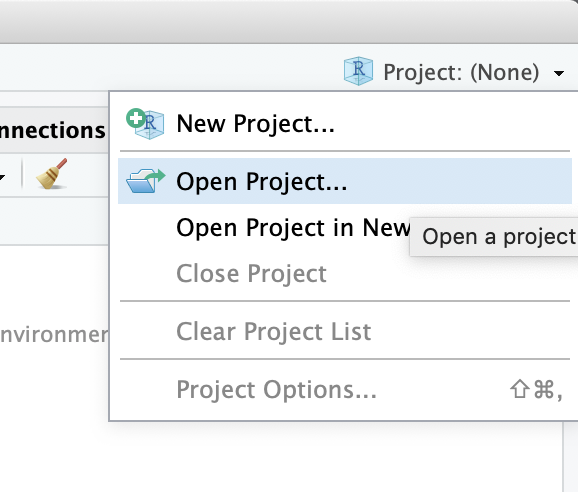 Project: (None)
New Project...
nnections
Open Project...
Open Project in New
Open a project
Close Project
nvironmen
Clear Project List
Project Options... ⇧⌘,